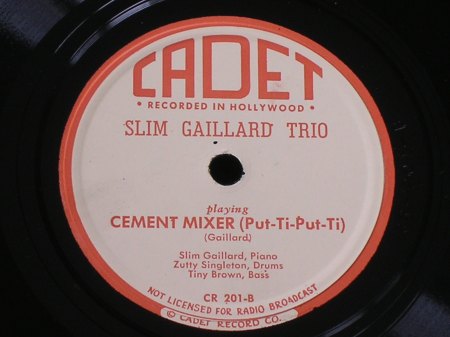 CADET
• RECORDED IN HOLLYWOOD •
SLIM GAILLARD TRIO
playing
CEMENT MIXER (Put-Ti-Put-Ti)
(Gaillard)
Slim Gaillard, Piano
Zutty Singleton, Drums
Tiny Brown, Bass
CR 201-B
NOT LICENSED FOR RADIO BROADCAST
© CADET RECORD CO.